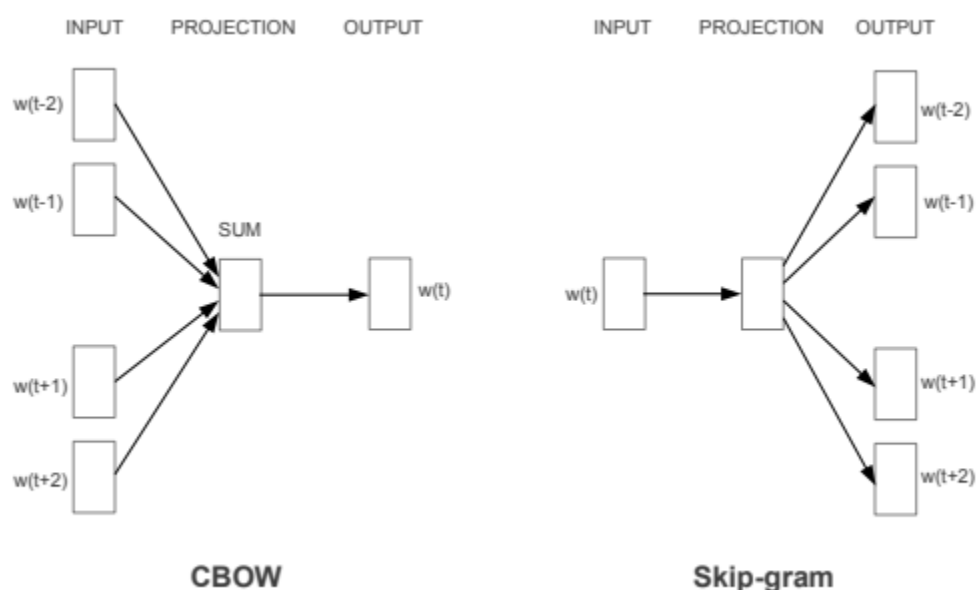 INPUT PROJECTION OUTPUT
w(t-2)
w(t-1)
SUM
w(t)
w(t+1)
w(t+2)
CBOW
INPUT PROJECTION OUTPUT
w(t-2)
w(t-1)
w(t)
w(t+1)
w(t+2)
Skip-gram